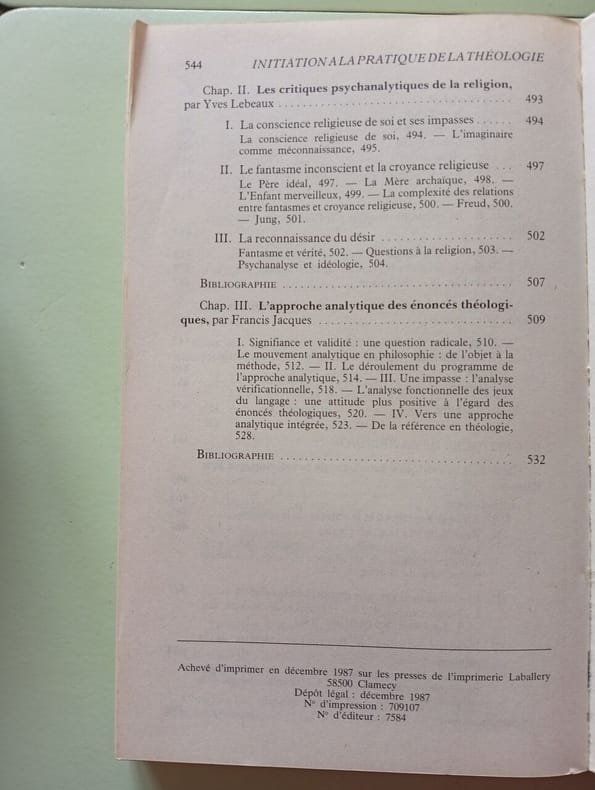 544 INITIATION A LA PRATIQUE DE LA THÉOLOGIE
Chap. II. Les critiques psychanalytiques de la religion,
par Yves Lebeaux . . . . . . . . . . . . . . . . . . . . . . . . . . . . . . . . . . . 493
I. La conscience religieuse de soi et ses impasses . . . . . . 494
La conscience religieuse de soi, 494. — L'imaginaire
comme méconnaissance, 495.
II. Le fantasme inconscient et la croyance religieuse . . . 497
Le Père idéal, 497. — La Mère archaïque, 498. —
L'Enfant merveilleux, 499. — La complexité des relations
entre fantasmes et croyance religieuse, 500. — Freud, 500.
— Jung, 501.
III. La reconnaissance du désir . . . . . . . . . . . . . . . . . . . . 502
Fantasme et vérité, 502. — Questions à la religion, 503. —
Psychanalyse et idéologie, 504.
BIBLIOGRAPHIE . . . . . . . . . . . . . . . . . . . . . . . . . . . . . . . . . . . 507
Chap. III. L'approche analytique des énoncés théologi-
ques, par Francis Jacques . . . . . . . . . . . . . . . . . . . . . . . . . . . . . 509
I. Signifiance et validité : une question radicale, 510. —
Le mouvement analytique en philosophie : de l'objet à la
méthode, 512. — II. Le déroulement du programme de
l'approche analytique, 514. — III. Une impasse : l'analyse
vérificationnelle, 518. — L'analyse fonctionnelle des jeux
du langage : une attitude plus positive à l'égard des
énoncés théologiques, 520. — IV. Vers une approche
analytique intégrée, 523. — De la référence en théologie,
528.
BIBLIOGRAPHIE . . . . . . . . . . . . . . . . . . . . . . . . . . . . . . . . . . . 532
Achevé d'imprimer en décembre 1987 sur les presses de l'imprimerie Laballery
58500 Clamecy
Dépôt légal : décembre 1987
N° d'impression : 709107
N° d'éditeur : 7584